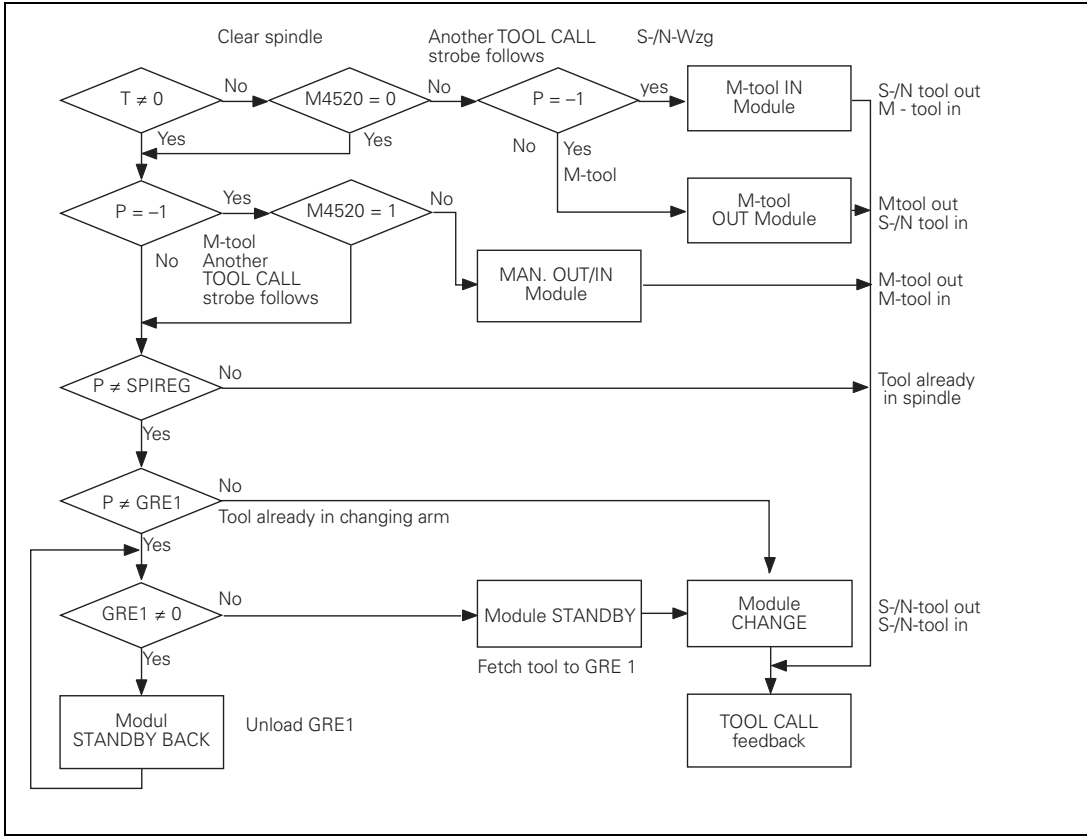 Clear spindle
Another TOOL CALL
strobe follows
S-/N-Wzg
T ≠ 0
No
M4520 = 0
No
P = –1
yes
M-tool IN
Module
S-/N tool out
M - tool in
Yes
Yes
No
Yes
M-tool
P = –1
Yes
M4520 = 1
No
M-tool
OUT Module
Mtool out
S/N tool in
No
M-tool
Another
TOOL CALL
strobe follows
MAN. OUT/IN
Module
M-tool out
M-tool in
P ≠ SPIREG
No
Tool already
in spindle
Yes
P ≠ GRE1
No
Tool already in changing arm
Yes
GRE1 ≠ 0
No
Module STANDBY
Module
CHANGE
S-/N-tool out
S-/N-tool in
Yes
Fetch tool to GRE 1
Modul
STANDBY BACK
Unload GRE1
TOOL CALL
feedback